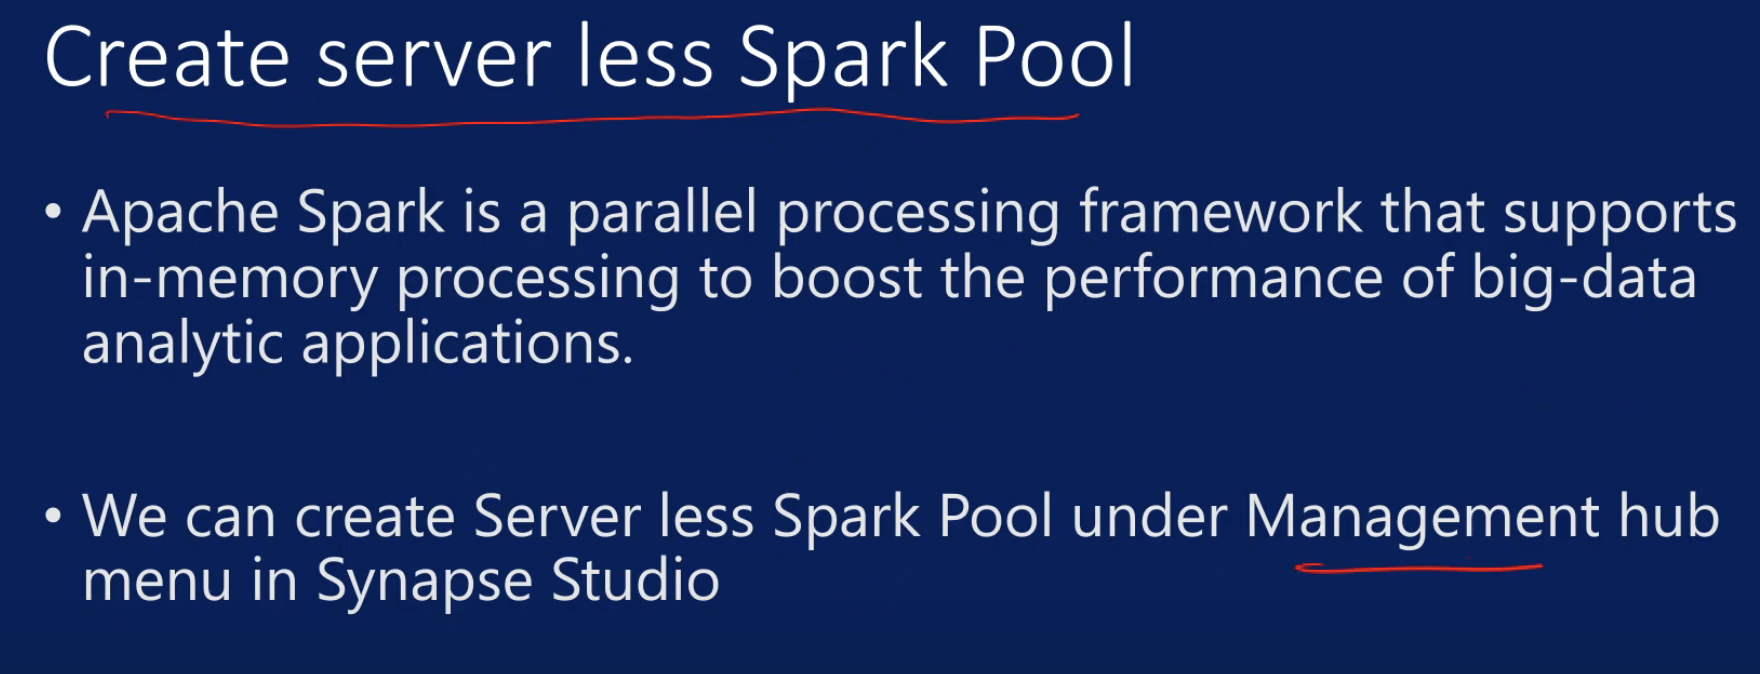 Create server less Spark Pool
• Apache Spark is a parallel processing framework that supports
in-memory processing to boost the performance of big-data
analytic applications.
• We can create Server less Spark Pool under Management hub
menu in Synapse Studio